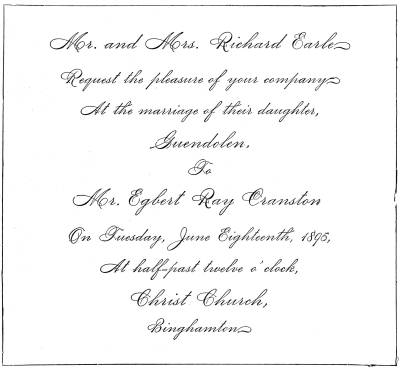 Mr. and Mrs. Richard Earle
Request the pleasure of your company
At the marriage of their daughter,
Guendolen,
To
Mr. Egbert Ray Cranston
On Tuesday, June Eighteenth, 1895,
At half-past twelve o'clock,
Christ Church,
Binghamton